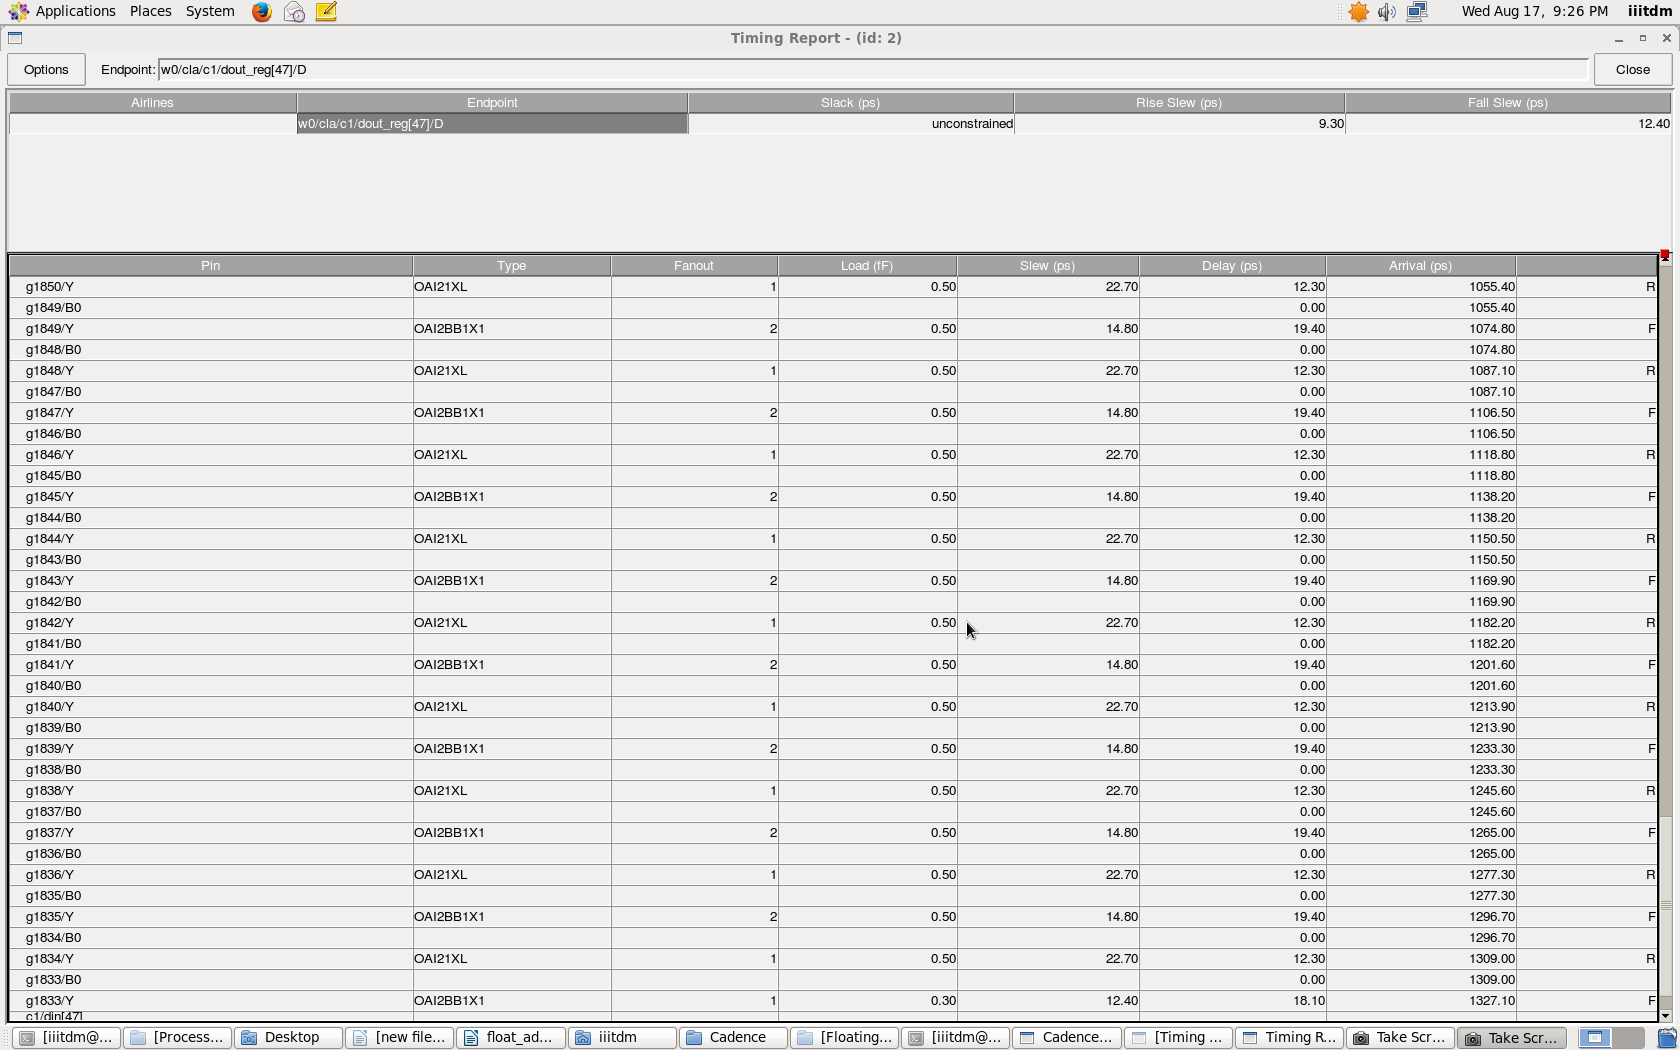 Applications Places System Wed Aug 17, 9:26 PM iiitdm
Timing Report - (id: 2)
Options Endpoint: w0/cla/c1/dout_reg[47]/D Close
Airlines Endpoint Slack (ps) Rise Slew (ps) Fall Slew (ps)
w0/cla/c1/dout_reg[47]/D unconstrained 9.30 12.40
Pin Type Fanout Load (fF) Slew (ps) Delay (ps) Arrival (ps)
g1850/Y OAI21XL 1 0.50 22.70 12.30 1055.40 R
g1849/B0 0.00 1055.40
g1849/Y OAI2BB1X1 2 0.50 14.80 19.40 1074.80 F
g1848/B0 0.00 1074.80
g1848/Y OAI21XL 1 0.50 22.70 12.30 1087.10 R
g1847/B0 0.00 1087.10
g1847/Y OAI2BB1X1 2 0.50 14.80 19.40 1106.50 F
g1846/B0 0.00 1106.50
g1846/Y OAI21XL 1 0.50 22.70 12.30 1118.80 R
g1845/B0 0.00 1118.80
g1845/Y OAI2BB1X1 2 0.50 14.80 19.40 1138.20 F
g1844/B0 0.00 1138.20
g1844/Y OAI21XL 1 0.50 22.70 12.30 1150.50 R
g1843/B0 0.00 1150.50
g1843/Y OAI2BB1X1 2 0.50 14.80 19.40 1169.90 F
g1842/B0 0.00 1169.90
g1842/Y OAI21XL 1 0.50 22.70 12.30 1182.20 R
g1841/B0 0.00 1182.20
g1841/Y OAI2BB1X1 2 0.50 14.80 19.40 1201.60 F
g1840/B0 0.00 1201.60
g1840/Y OAI21XL 1 0.50 22.70 12.30 1213.90 R
g1839/B0 0.00 1213.90
g1839/Y OAI2BB1X1 2 0.50 14.80 19.40 1233.30 F
g1838/B0 0.00 1233.30
g1838/Y OAI21XL 1 0.50 22.70 12.30 1245.60 R
g1837/B0 0.00 1245.60
g1837/Y OAI2BB1X1 2 0.50 14.80 19.40 1265.00 F
g1836/B0 0.00 1265.00
g1836/Y OAI21XL 1 0.50 22.70 12.30 1277.30 R
g1835/B0 0.00 1277.30
g1835/Y OAI2BB1X1 2 0.50 14.80 19.40 1296.70 F
g1834/B0 0.00 1296.70
g1834/Y OAI21XL 1 0.50 22.70 12.30 1309.00 R
g1833/B0 0.00 1309.00
g1833/Y OAI2BB1X1 1 0.30 12.40 18.10 1327.10 F
c1/din[47]
[iiitdm@... [Process... Desktop [new file... float_ad... iiitdm Cadence [Floating... [iiitdm@... Cadence... [Timing ... Timing R... Take Scr... Take Scr...